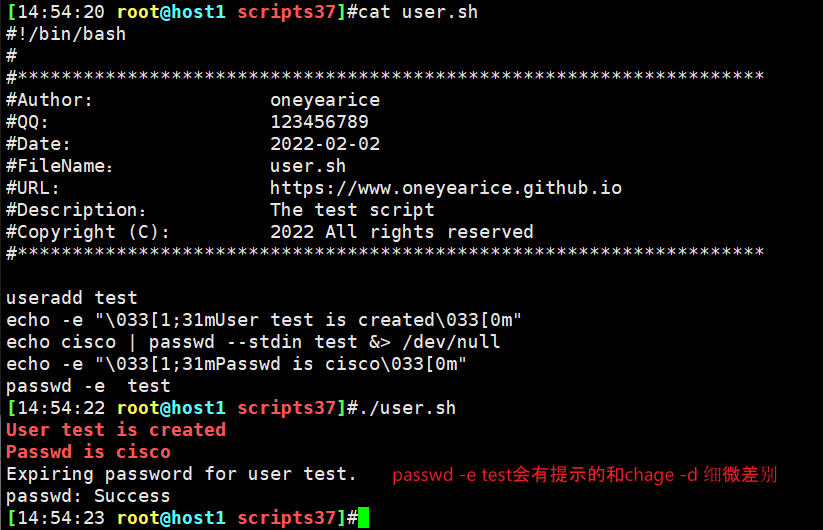 [14:54:20 root@host1 scripts37]#cat user.sh
#!/bin/bash
#
#********************************************************************
#Author:                oneyearice
#QQ:                    123456789
#Date:                  2022-02-02
#FileName:              user.sh
#URL:                   https://www.oneyearice.github.io
#Description:           The test script
#Copyright (C):         2022 All rights reserved
#********************************************************************

useradd test
echo -e "\033[1;31mUser test is created\033[0m"
echo cisco | passwd --stdin test &> /dev/null
echo -e "\033[1;31mPasswd is cisco\033[0m"
passwd -e  test
[14:54:22 root@host1 scripts37]#./user.sh
User test is created
Passwd is cisco
Expiring password for user test.   passwd -e test会有提示的和chage -d 细微差别
passwd: Success
[14:54:23 root@host1 scripts37]#